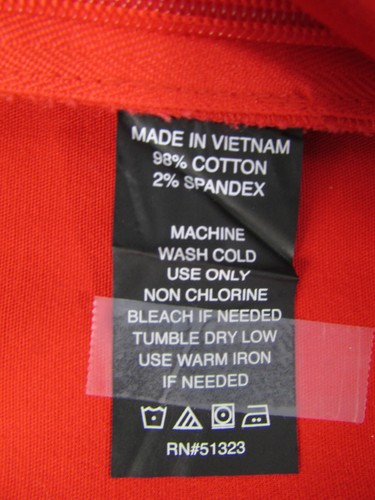 MADE IN VIETNAM
98% COTTON
2% SPANDEX
MACHINE
WASH COLD
USE ONLY
NON CHLORINE
BLEACH IF NEEDED
TUMBLE DRY LOW
USE WARM IRON
IF NEEDED
RN#51323